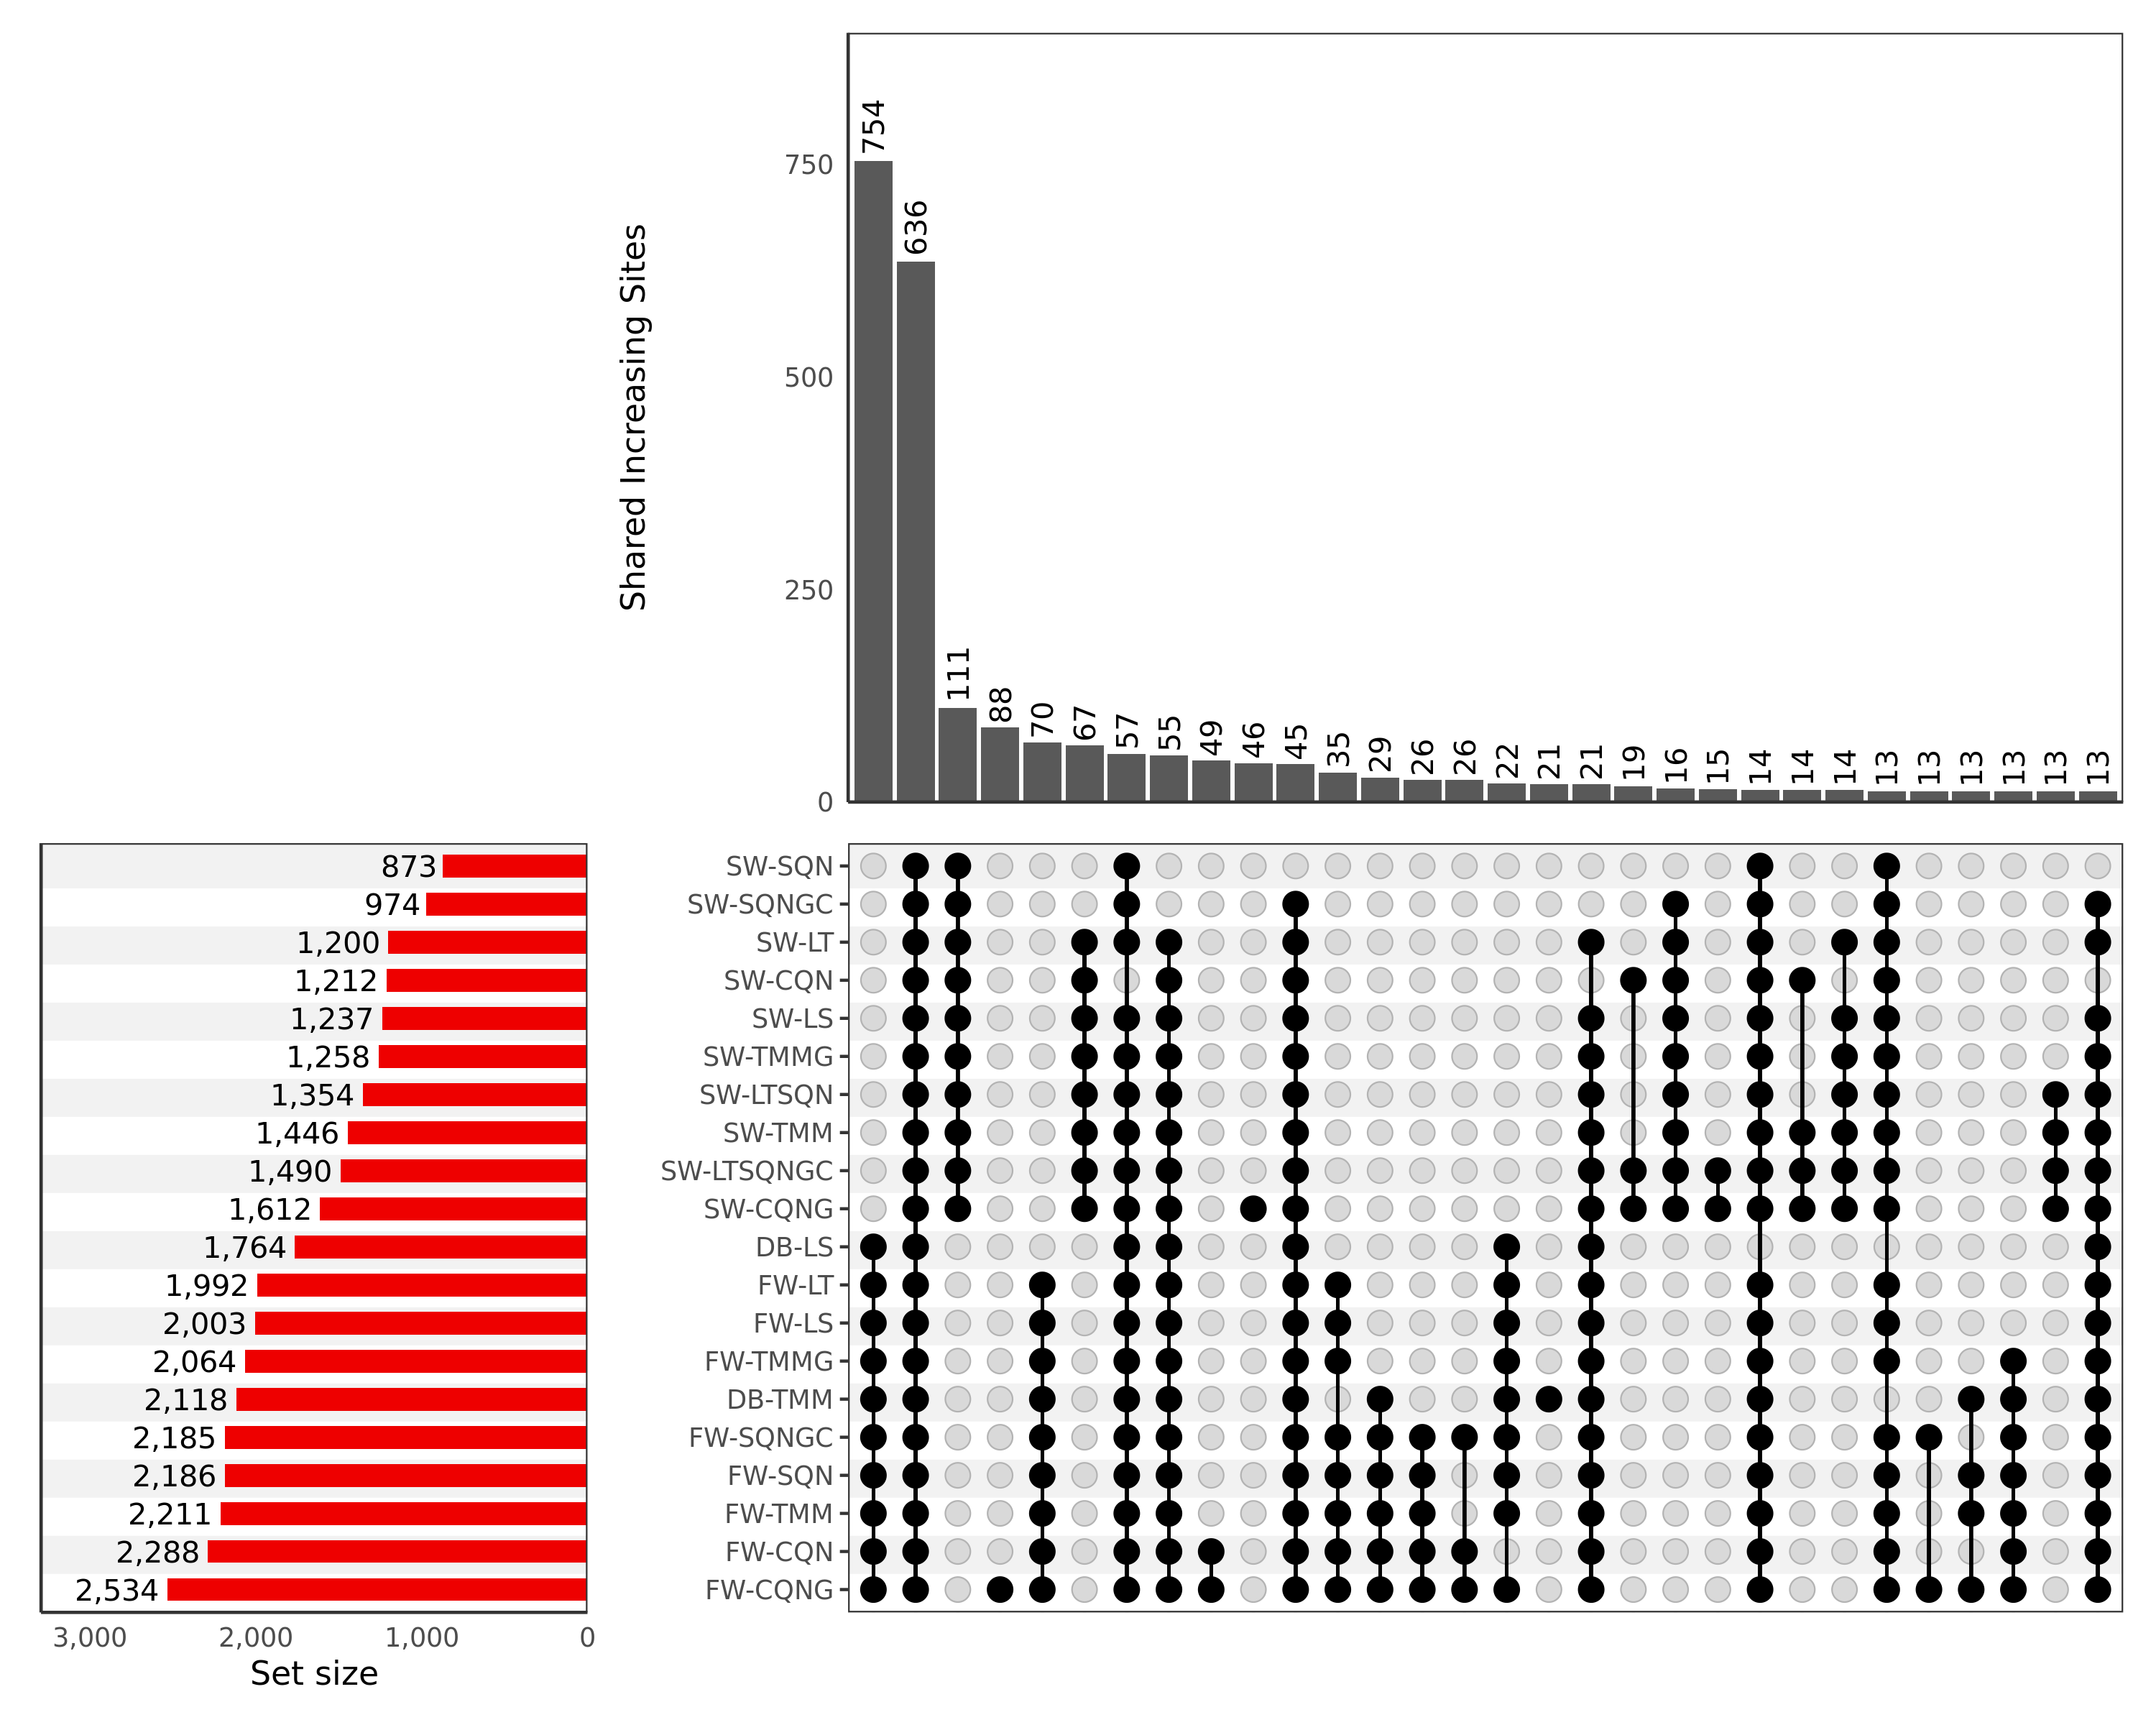 Shared Increasing Sites
750
500
250
0
754
636
111
88
70
67
57
55
49
46
45
35
29
26
26
22
21
21
19
16
15
14
14
14
13
13
13
13
13
13
873
974
1,200
1,212
1,237
1,258
1,354
1,446
1,490
1,612
1,764
1,992
2,003
2,064
2,118
2,185
2,186
2,211
2,288
2,534
3,000
2,000
1,000
0
Set size
SW-SQN
SW-SQNGC
SW-LT
SW-CQN
SW-LS
SW-TMMG
SW-LTSQN
SW-TMM
SW-LTSQNGC
SW-CQNG
DB-LS
FW-LT
FW-LS
FW-TMMG
DB-TMM
FW-SQNGC
FW-SQN
FW-TMM
FW-CQN
FW-CQNG